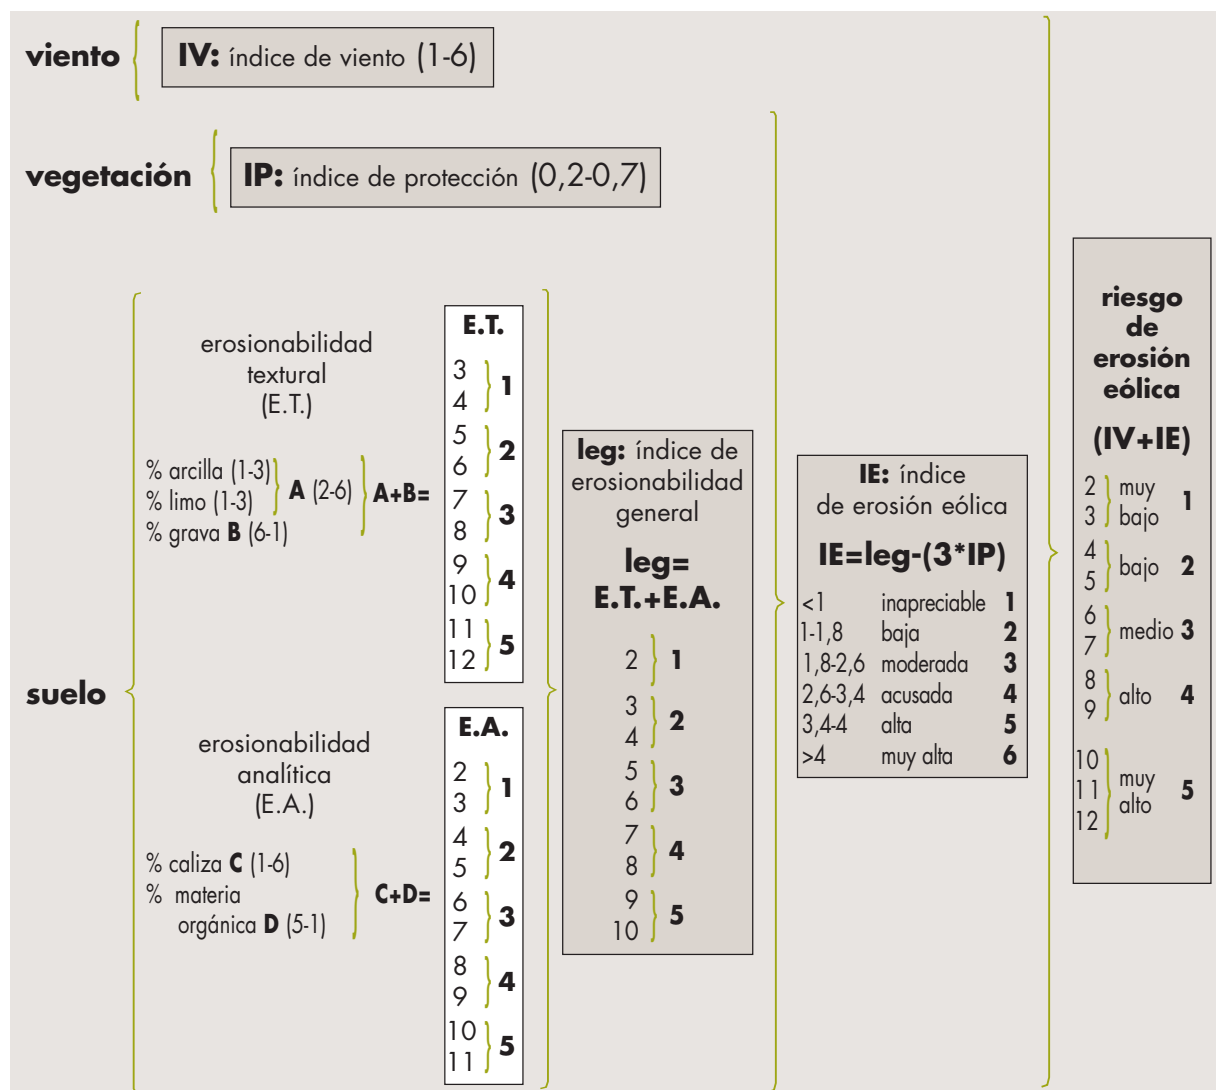 viento
IV: índice de viento (1-6)
vegetación
IP: índice de protección (0,2-0,7)
suelo
erosionabilidad
textural
(E.T.)
% arcilla (1-3)
% limo (1-3)
A (2-6)
% grava B (6-1)
A+B=
E.T.
3
4
1
5
6
2
7
8
3
9
10
4
11
12
5
erosionabilidad
analítica
(E.A.)
% caliza C (1-6)
% materia
orgánica D (5-1)
C+D=
E.A.
2
3
1
4
5
2
6
7
3
8
9
4
10
11
5
leg: índice de
erosionabilidad
general
leg=
E.T.+E.A.
2
1
3
4
2
5
6
3
7
8
4
9
10
5
IE: índice
de erosión eólica
IE=leg-(3*IP)
<1 inapreciable 1
1-1,8 baja 2
1,8-2,6 moderada 3
2,6-3,4 acusada 4
3,4-4 alta 5
>4 muy alta 6
riesgo
de
erosión
eólica
(IV+IE)
2
3
muy
bajo
1
4
5
bajo 2
6
7
medio 3
8
9
alto 4
10
11
12
muy
alto
5